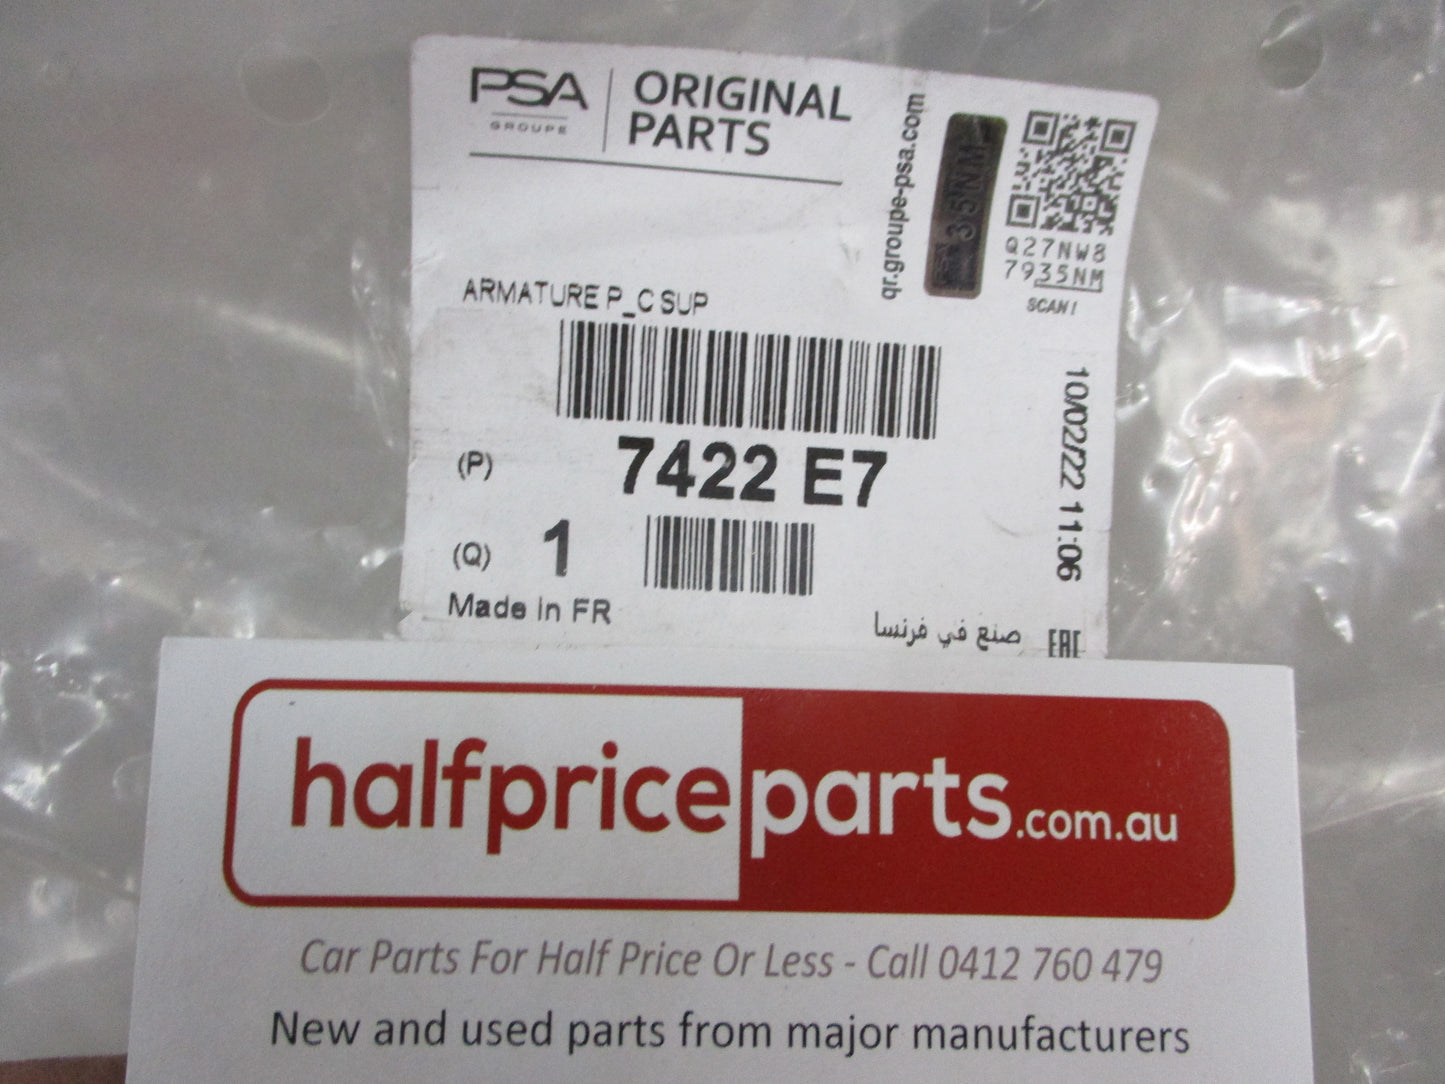 PSA
GROUPE
ORIGINAL
PARTS
qr.groupe-psa.com
35NM
Q27NW8
7935NM
SCAN!
ARMATURE P_C SUP
10/02/22 11:06
(P) 7422 E7
(Q) 1
Made in FR
صنع في فرنسا
EAC
halfpriceparts.com.au
Car Parts For Half Price Or Less - Call 0412 760 479
New and used parts from major manufacturers